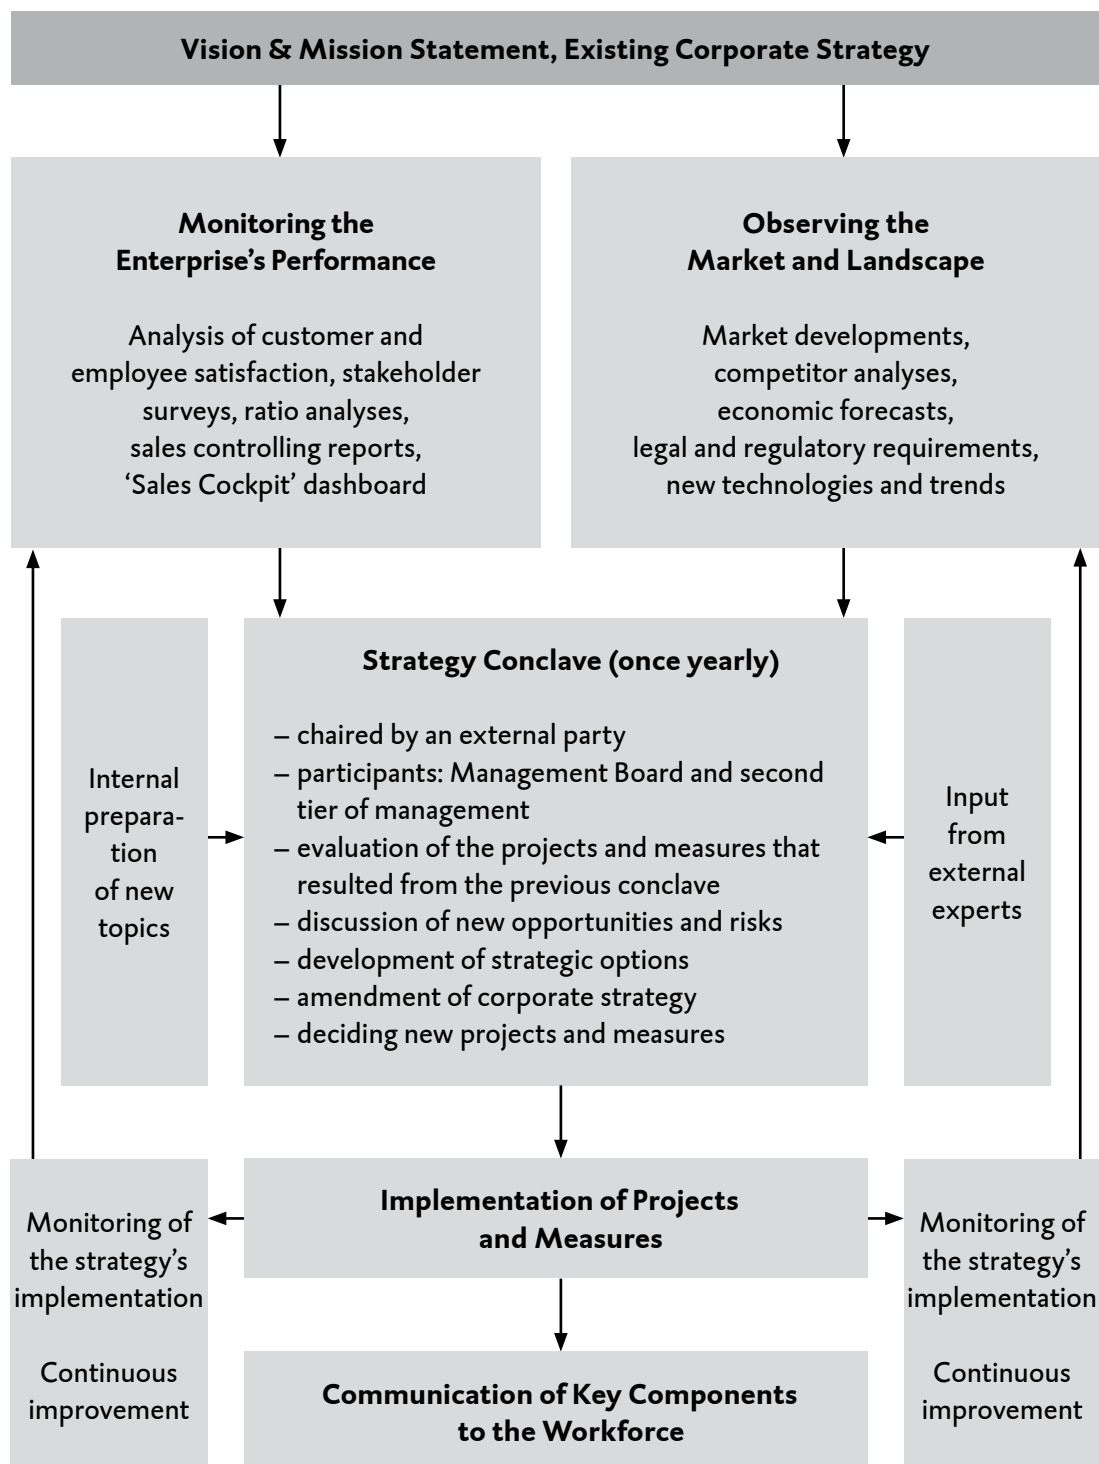 Vision & Mission Statement, Existing Corporate Strategy
Monitoring the
Enterprise’s Performance
Analysis of customer and
employee satisfaction, stakeholder
surveys, ratio analyses,
sales controlling reports,
‘Sales Cockpit’ dashboard
Observing the
Market and Landscape
Market developments,
competitor analyses,
economic forecasts,
legal and regulatory requirements,
new technologies and trends
Internal
prepara-
tion
of new
topics
Strategy Conclave (once yearly)
– chaired by an external party
– participants: Management Board and second
tier of management
– evaluation of the projects and measures that
resulted from the previous conclave
– discussion of new opportunities and risks
– development of strategic options
– amendment of corporate strategy
– deciding new projects and measures
Input
from
external
experts
Monitoring of
the strategy’s
implementation
Continuous
improvement
Implementation of Projects
and Measures
Communication of Key Components
to the Workforce
Monitoring of
the strategy’s
implementation
Continuous
improvement